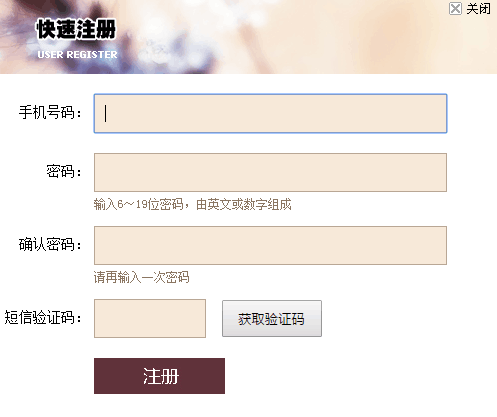 关闭
快速注册
USER REGISTER
手机号码：
密码：
输入6～19位密码，由英文或数字组成
确认密码：
请再输入一次密码
短信验证码：
获取验证码
注册